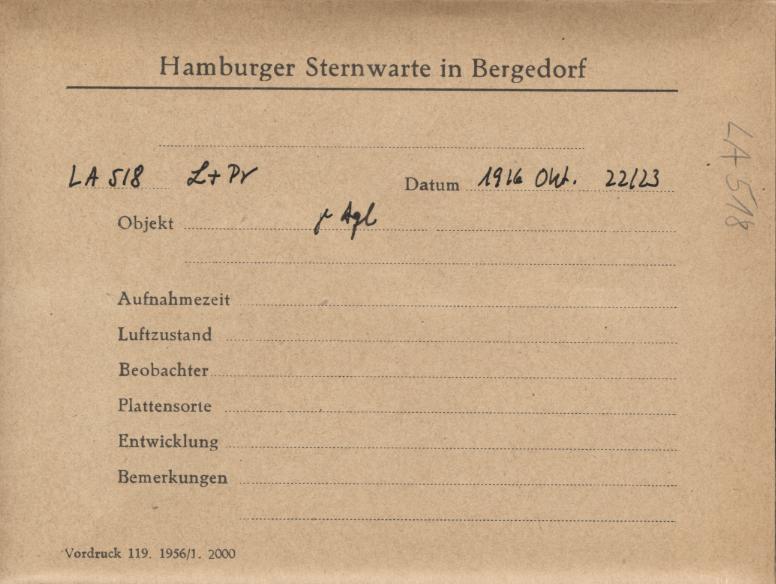 Hamburger Sternwarte in Bergedorf
LA 518 L+Pr Datum 1916 Okt. 22/23
Objekt γ Aql
Aufnahmezeit
Luftzustand
Beobachter
Plattensorte
Entwicklung
Bemerkungen
Vordruck 119. 1956/1. 2000
LA 518